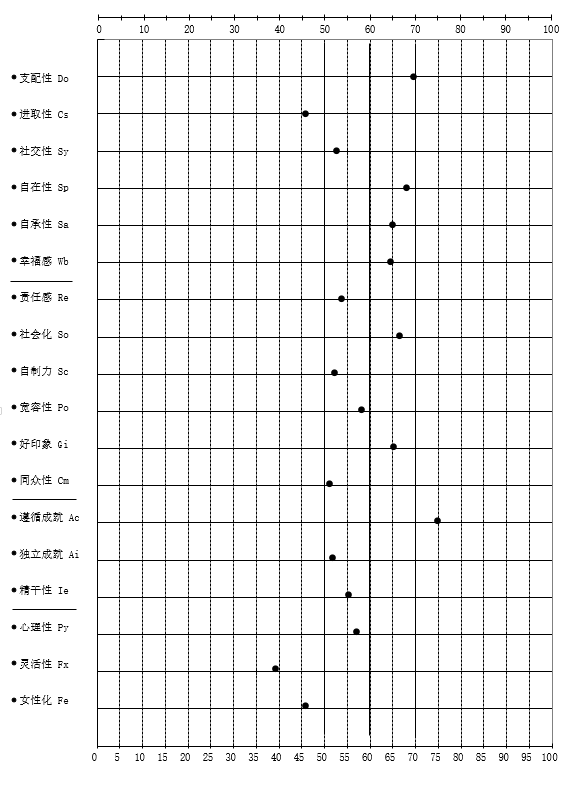 0 10 20 30 40 50 60 70 80 90 100
● 支配性 Do
● 进取性 Cs
● 社交性 Sy
● 自在性 Sp
● 自承性 Sa
● 幸福感 Wb
● 责任感 Re
● 社会化 So
● 自制力 Sc
● 宽容性 Po
● 好印象 Gi
● 同众性 Cm
● 遵循成就 Ac
● 独立成就 Ai
● 精干性 Ie
● 心理性 Py
● 灵活性 Fx
● 女性化 Fe
0 5 10 15 20 25 30 35 40 45 50 55 60 65 70 75 80 85 90 95 100